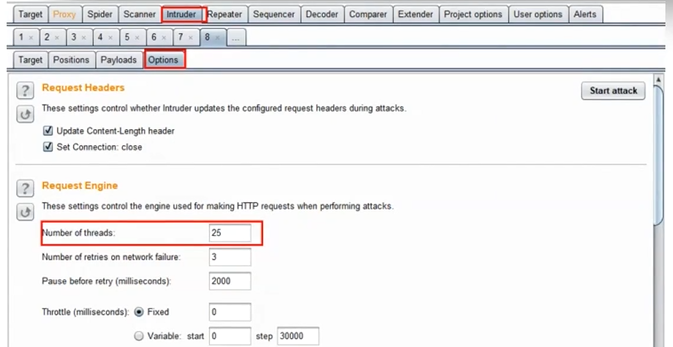 Target Proxy Spider Scanner Intruder Repeater Sequencer Decoder Comparer Extender Project options User options Alerts
1 × 2 × 3 × 4 × 5 × 6 × 7 × 8 × ...
Target Positions Payloads Options
? Request Headers Start attack
These settings control whether Intruder updates the configured request headers during attacks.
Update Content-Length header
Set Connection: close
? Request Engine
These settings control the engine used for making HTTP requests when performing attacks.
Number of threads: 25
Number of retries on network failure: 3
Pause before retry (milliseconds): 2000
Throttle (milliseconds): Fixed 0
Variable: start 0 step 30000